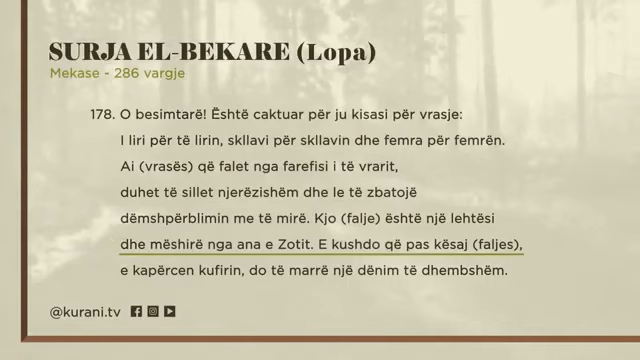 SURJA EL-BEKARE (Lopa)
Mekase - 286 vargje
178. O besimtarë! Është caktuar për ju kisasi për vrasje:
I liri për të lirin, skllavi për skllavin dhe femra për femrën.
Ai (vrasës) që falet nga farefisi i të vrarit,
duhet të sillet njerëzishëm dhe le të zbatojë
dëmshpërblimin me të mirë. Kjo (falje) është një lehtësi
dhe mëshirë nga ana e Zotit. E kushdo që pas kësaj (faljes),
e kapërcen kufirin, do të marrë një dënim të dhembshëm.
@kurani.tv